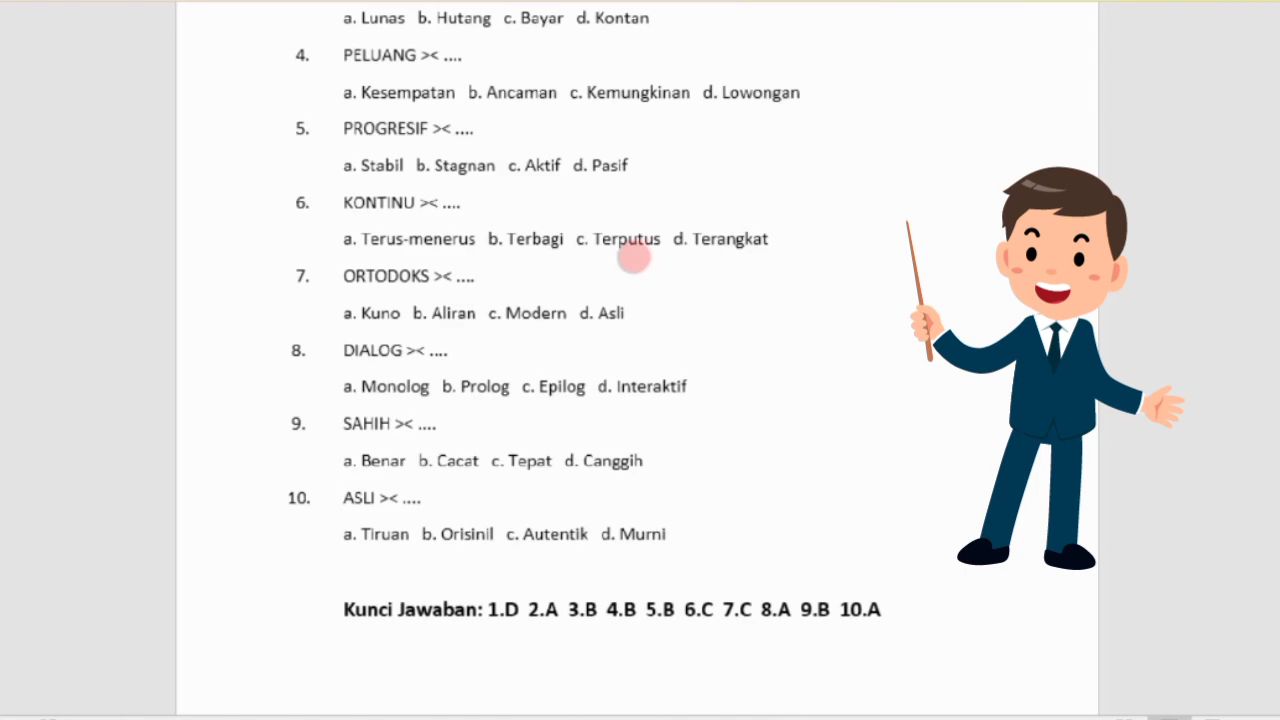 a. Lunas b. Hutang c. Bayar d. Kontan
4. PELUANG >< ....
a. Kesempatan b. Ancaman c. Kemungkinan d. Lowongan
5. PROGRESIF >< ....
a. Stabil b. Stagnan c. Aktif d. Pasif
6. KONTINU >< ....
a. Terus-menerus b. Terbagi c. Terputus d. Terangkat
7. ORTODOKS >< ....
a. Kuno b. Aliran c. Modern d. Asli
8. DIALOG >< ....
a. Monolog b. Prolog c. Epilog d. Interaktif
9. SAHIH >< ....
a. Benar b. Cacat c. Tepat d. Canggih
10. ASLI >< ....
a. Tiruan b. Orisinil c. Autentik d. Murni
Kunci Jawaban: 1.D 2.A 3.B 4.B 5.B 6.C 7.C 8.A 9.B 10.A